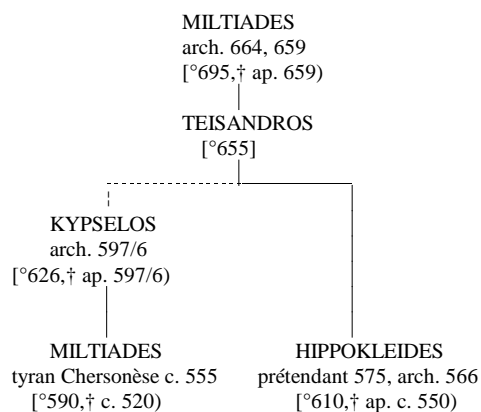 MILTIADES
arch. 664, 659
[°695,† ap. 659)
TEISANDROS
[°655]
KYPSELOS
arch. 597/6
[°626,† ap. 597/6)
MILTIADES
tyran Chersonèse c. 555
[°590,† c. 520)
HIPPOKLEIDES
prétendant 575, arch. 566
[°610,† ap. c. 550)